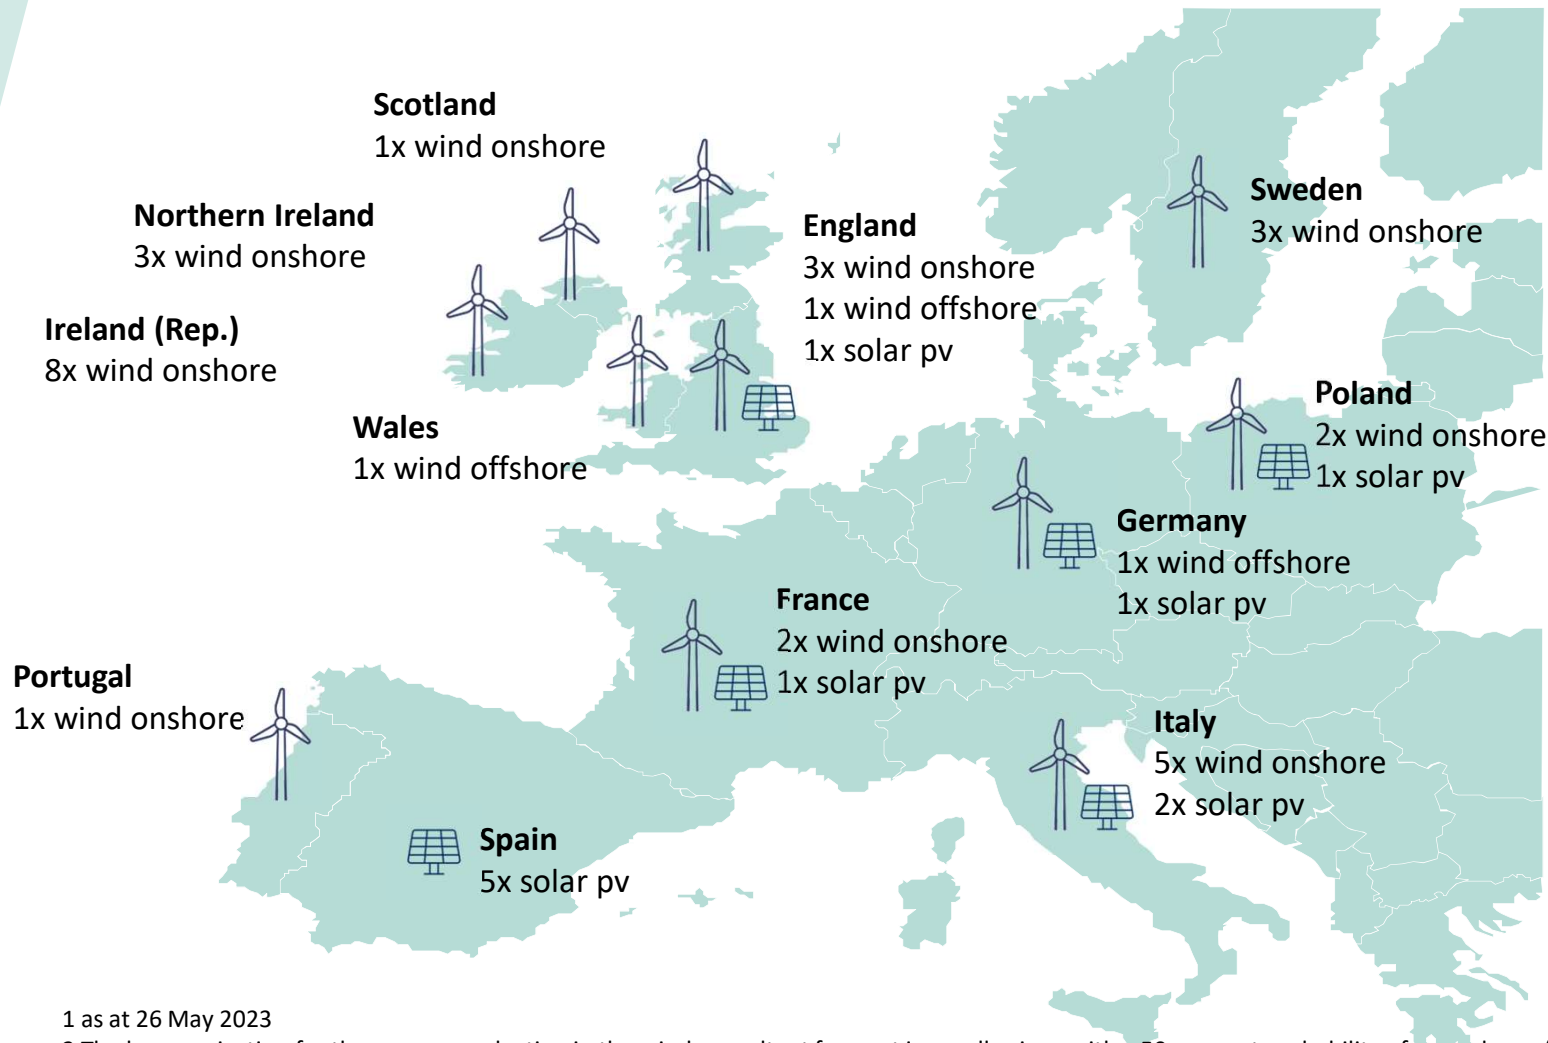 Scotland
1x wind onshore
Northern Ireland
3x wind onshore
Ireland (Rep.)
8x wind onshore
England
3x wind onshore
1x wind offshore
1x solar pv
Sweden
3x wind onshore
Wales
1x wind offshore
Poland
2x wind onshore
1x solar pv
Germany
1x wind offshore
1x solar pv
France
2x wind onshore
1x solar pv
Portugal
1x wind onshore
Italy
5x wind onshore
2x solar pv
Spain
5x solar pv
1 as at 26 May 2023